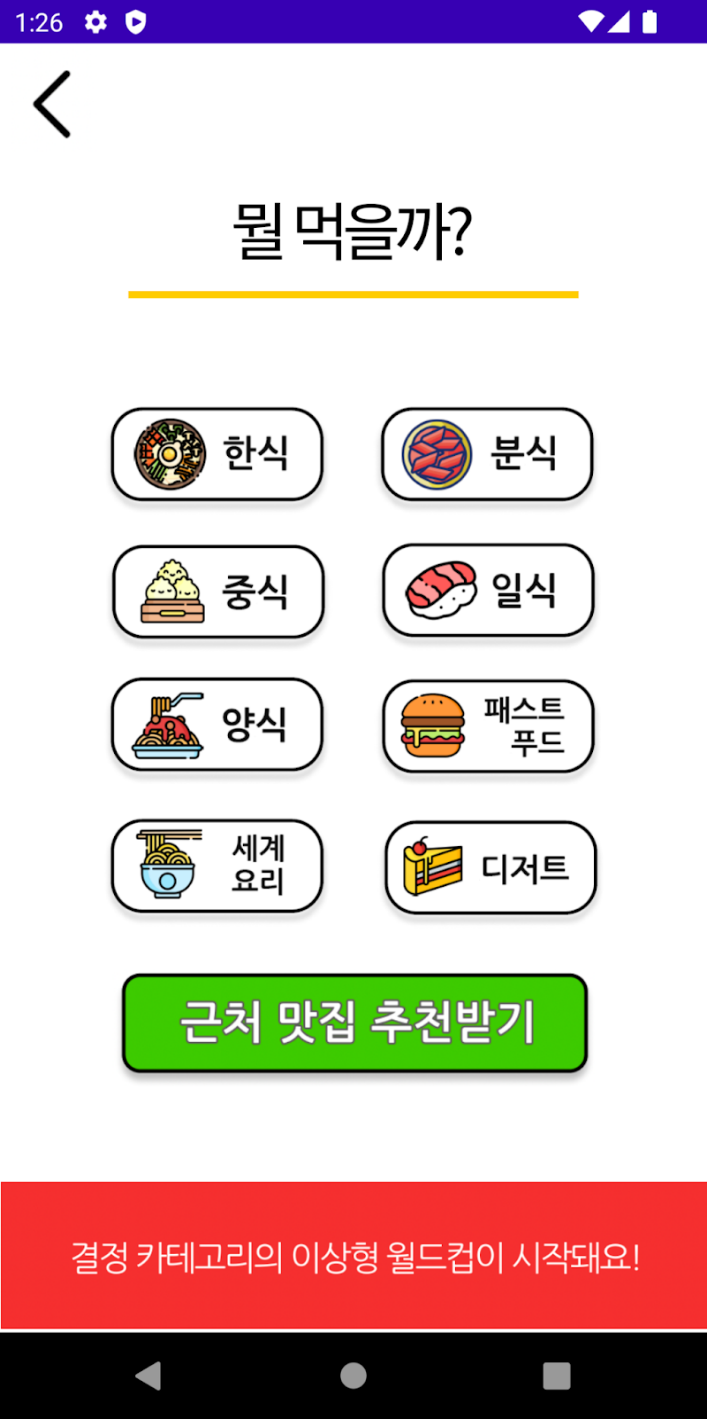 1:26
뭘 먹을까?
한식
분식
중식
일식
양식
패스트
푸드
세계
요리
디저트
근처 맛집 추천받기
결정 카테고리의 이상형 월드컵이 시작돼요!